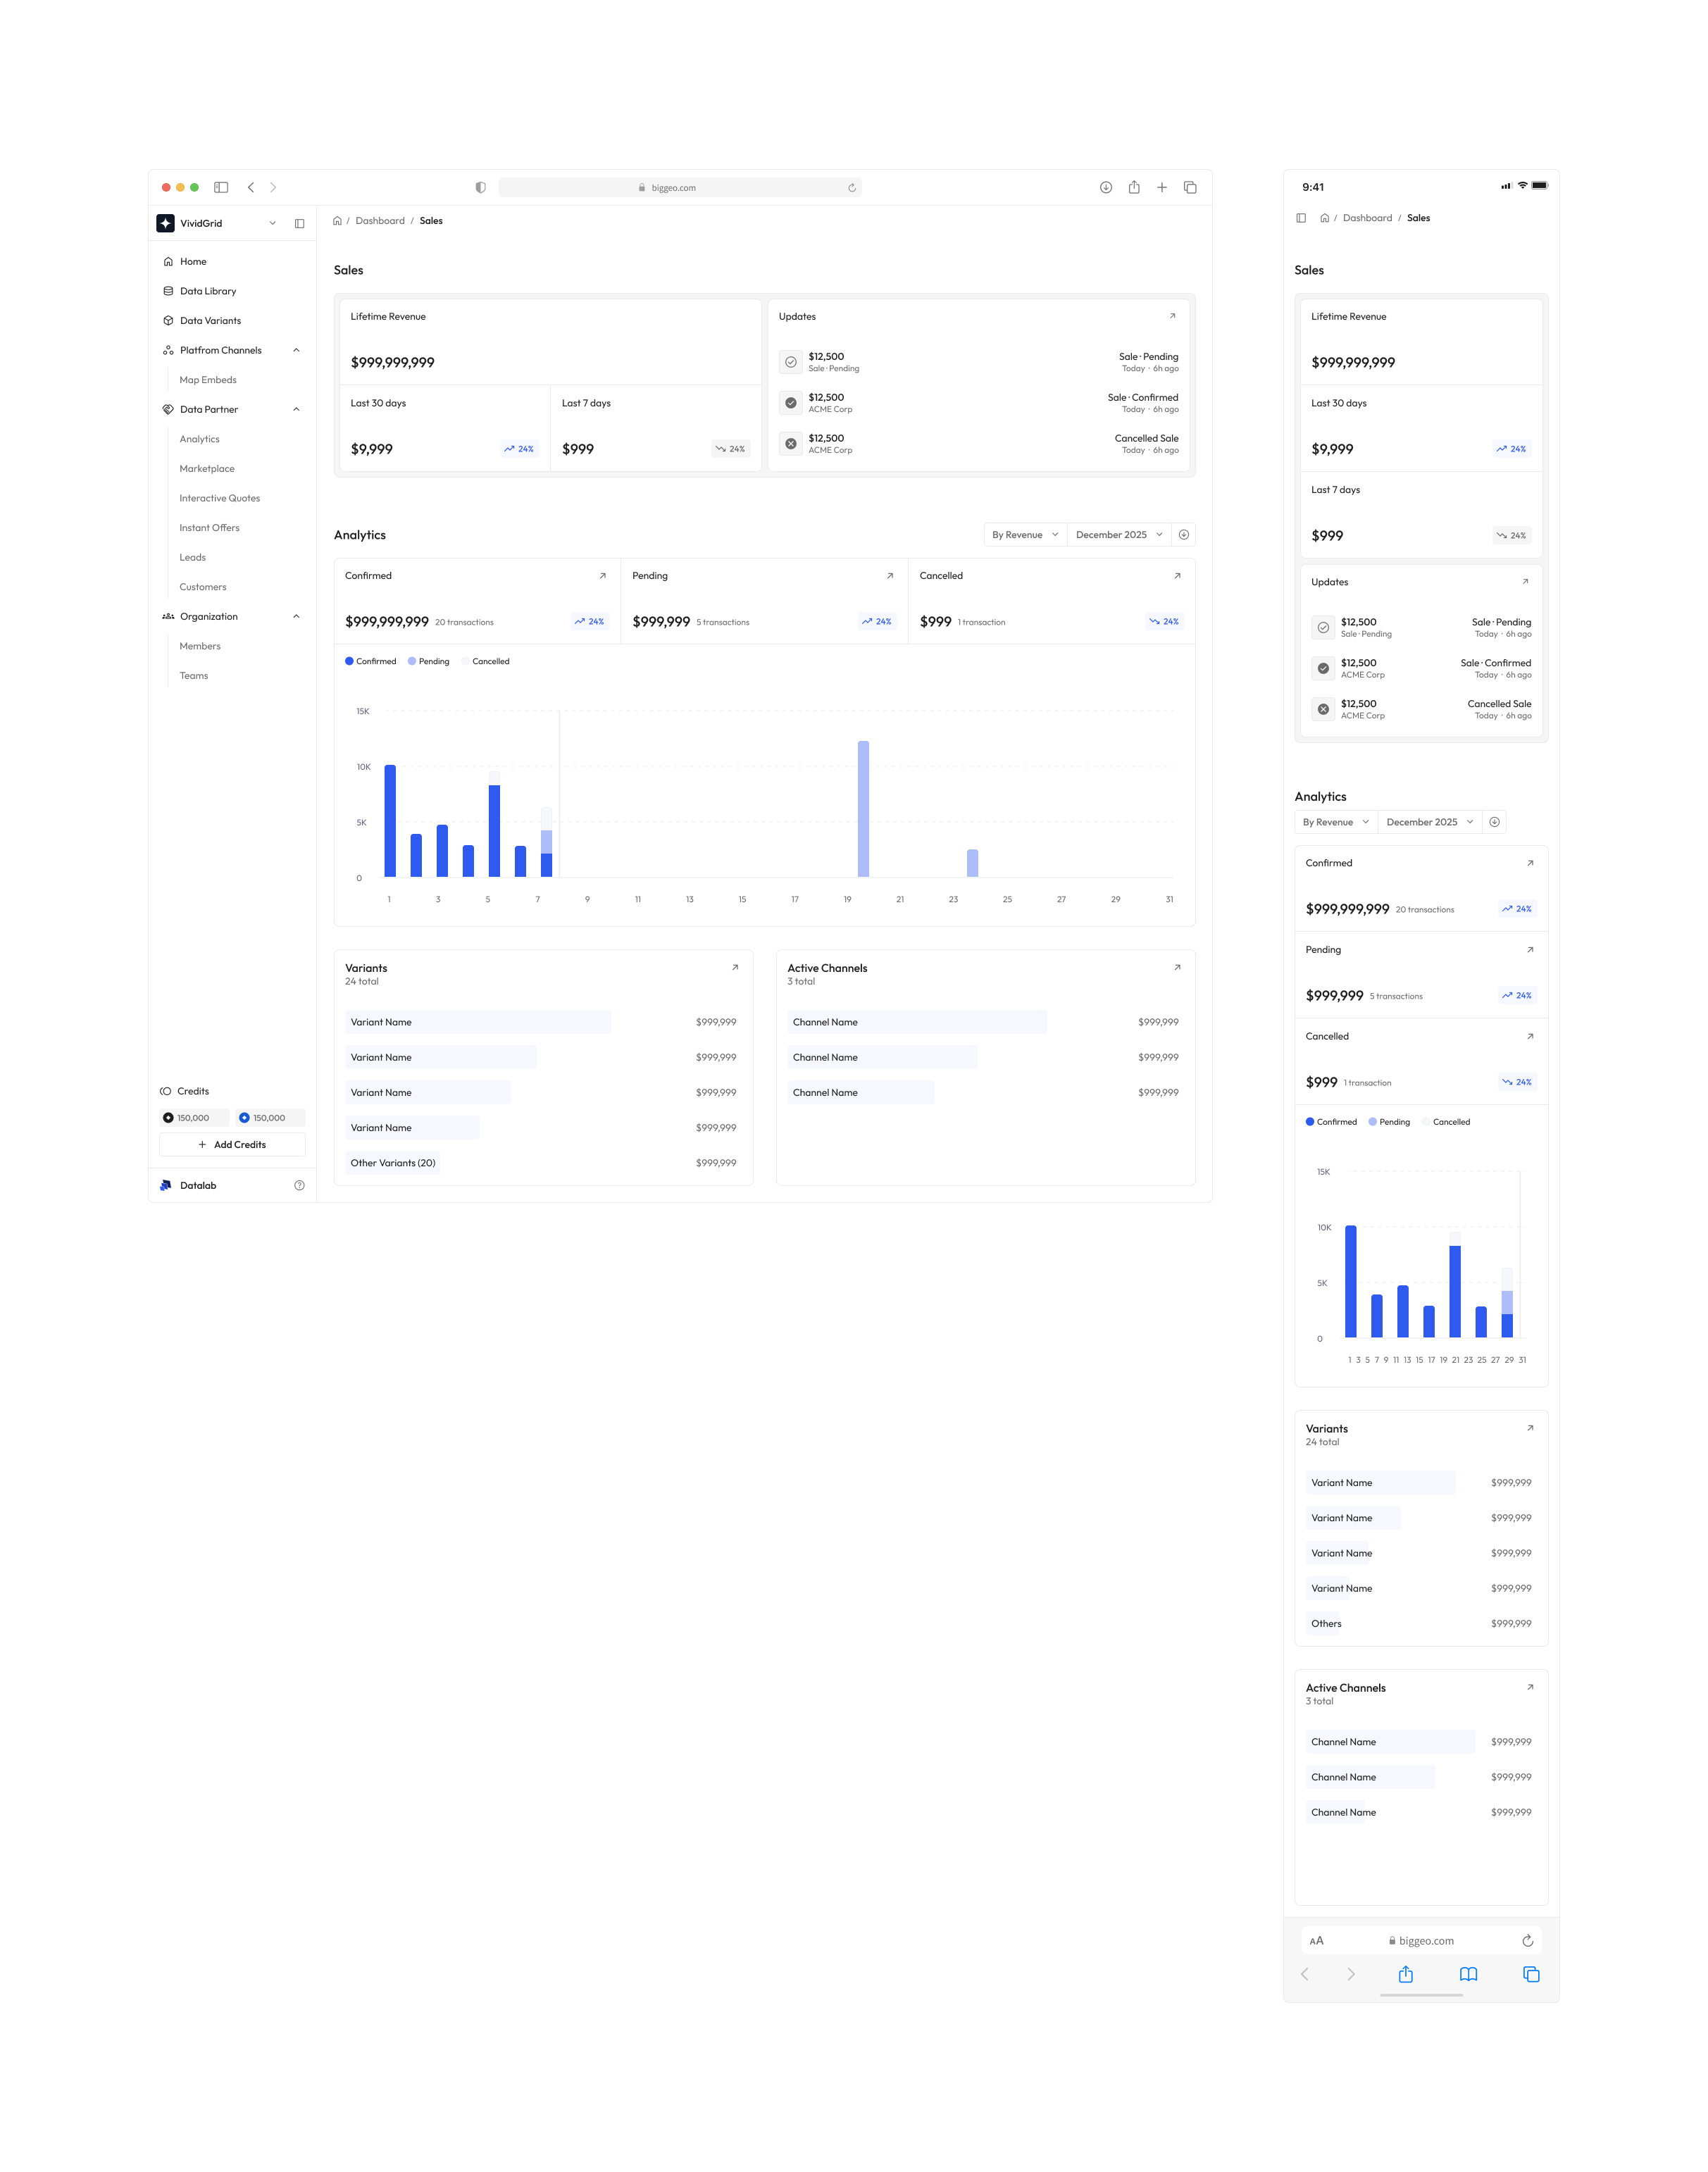 biggeo.com
VividGrid
Home
Data Library
Data Variants
Platfrom Channels
Map Embeds
Data Partner
Analytics
Marketplace
Interactive Quotes
Instant Offers
Leads
Customers
Organization
Members
Teams
Credits
150,000 150,000
Add Credits
Datalab
/ Dashboard / Sales
Sales
Lifetime Revenue
$999,999,999
Last 30 days
$9,999 24%
Last 7 days
$999 24%
Updates
$12,500 Sale · Pending
Sale · Pending Today · 6h ago
$12,500 Sale · Confirmed
ACME Corp Today · 6h ago
$12,500 Cancelled Sale
ACME Corp Today · 6h ago
Analytics
By Revenue December 2025
Confirmed
$999,999,999 20 transactions 24%
Pending
$999,999 5 transactions 24%
Cancelled
$999 1 transaction 24%
Confirmed Pending Cancelled
15K
10K
5K
0
1 3 5 7 9 11 13 15 17 19 21 23 25 27 29 31
Variants
24 total
Variant Name $999,999
Variant Name $999,999
Variant Name $999,999
Variant Name $999,999
Other Variants (20) $999,999
Active Channels
3 total
Channel Name $999,999
Channel Name $999,999
Channel Name $999,999
9:41
/ Dashboard / Sales
Sales
Lifetime Revenue
$999,999,999
Last 30 days
$9,999 24%
Last 7 days
$999 24%
Updates
$12,500 Sale · Pending
Sale · Pending Today · 6h ago
$12,500 Sale · Confirmed
ACME Corp Today · 6h ago
$12,500 Cancelled Sale
ACME Corp Today · 6h ago
Analytics
By Revenue December 2025
Confirmed
$999,999,999 20 transactions 24%
Pending
$999,999 5 transactions 24%
Cancelled
$999 1 transaction 24%
Confirmed Pending Cancelled
15K
10K
5K
0
1 3 5 7 9 11 13 15 17 19 21 23 25 27 29 31
Variants
24 total
Variant Name $999,999
Variant Name $999,999
Variant Name $999,999
Variant Name $999,999
Others $999,999
Active Channels
3 total
Channel Name $999,999
Channel Name $999,999
Channel Name $999,999
AA biggeo.com